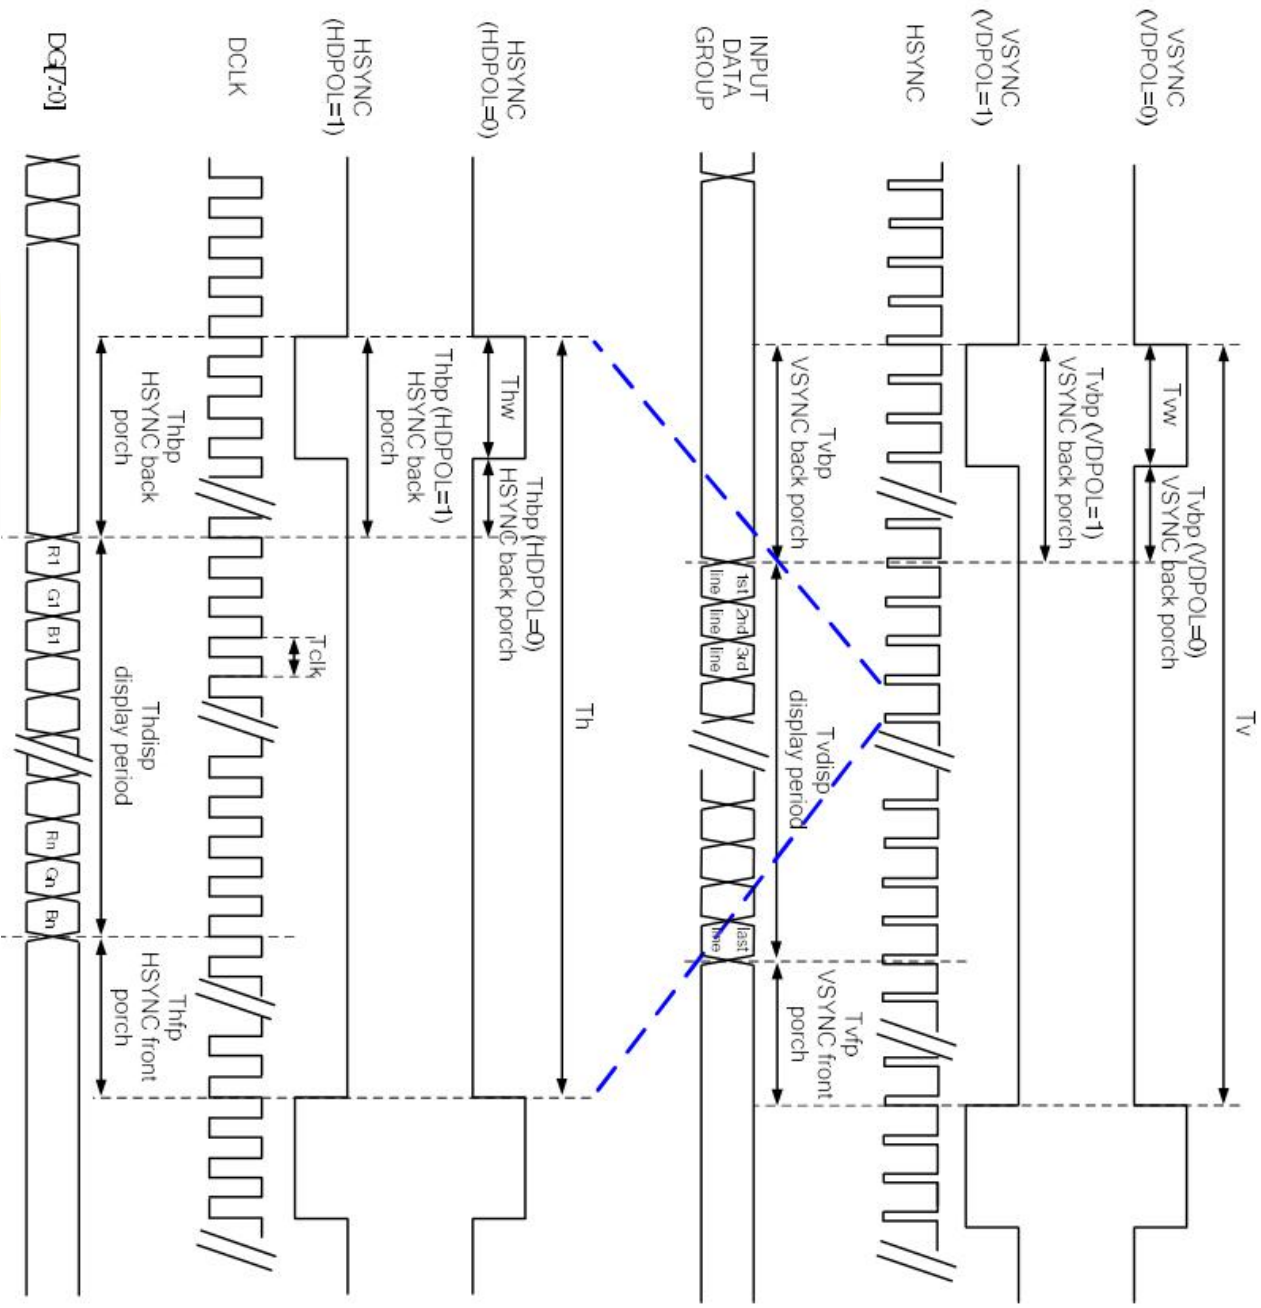 Tv
VSYNC
(VDPOL=0)
Tvw
Tvbp (VDPOL=0)
VSYNC back porch
VSYNC
(VDPOL=1)
Tvbp (VDPOL=1)
VSYNC back porch
HSYNC
Tvbp
VSYNC back porch
Tvdisp
display period
Tvfp
VSYNC front
porch
INPUT
DATA
GROUP
1st
line
2nd
line
3rd
line
last
line
Th
HSYNC
(HDPOL=0)
Thw
Thbp (HDPOL=0)
HSYNC back porch
HSYNC
(HDPOL=1)
Thbp (HDPOL=1)
HSYNC back
porch
Tclk
DCLK
Thbp
HSYNC back
porch
Thdisp
display period
Thfp
HSYNC front
porch
DG[7:0]
R1
G1
B1
Rn
Gn
Bn